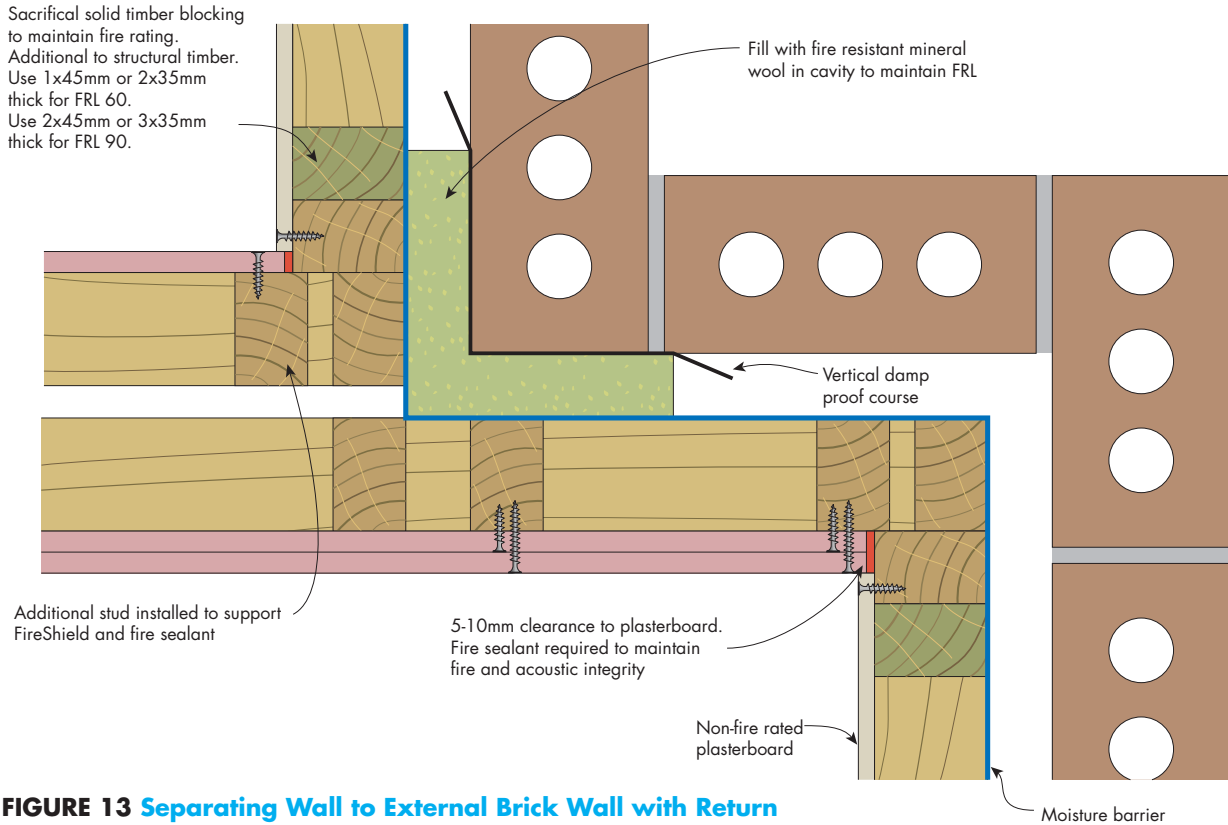 Sacrifical solid timber blocking
to maintain fire rating.
Additional to structural timber.
Use 1x45mm or 2x35mm
thick for FRL 60.
Use 2x45mm or 3x35mm
thick for FRL 90.
Fill with fire resistant mineral
wool in cavity to maintain FRL
Vertical damp
proof course
Additional stud installed to support
FireShield and fire sealant
5-10mm clearance to plasterboard.
Fire sealant required to maintain
fire and acoustic integrity
Non-fire rated
plasterboard
Moisture barrier
FIGURE 13 Separating Wall to External Brick Wall with Return